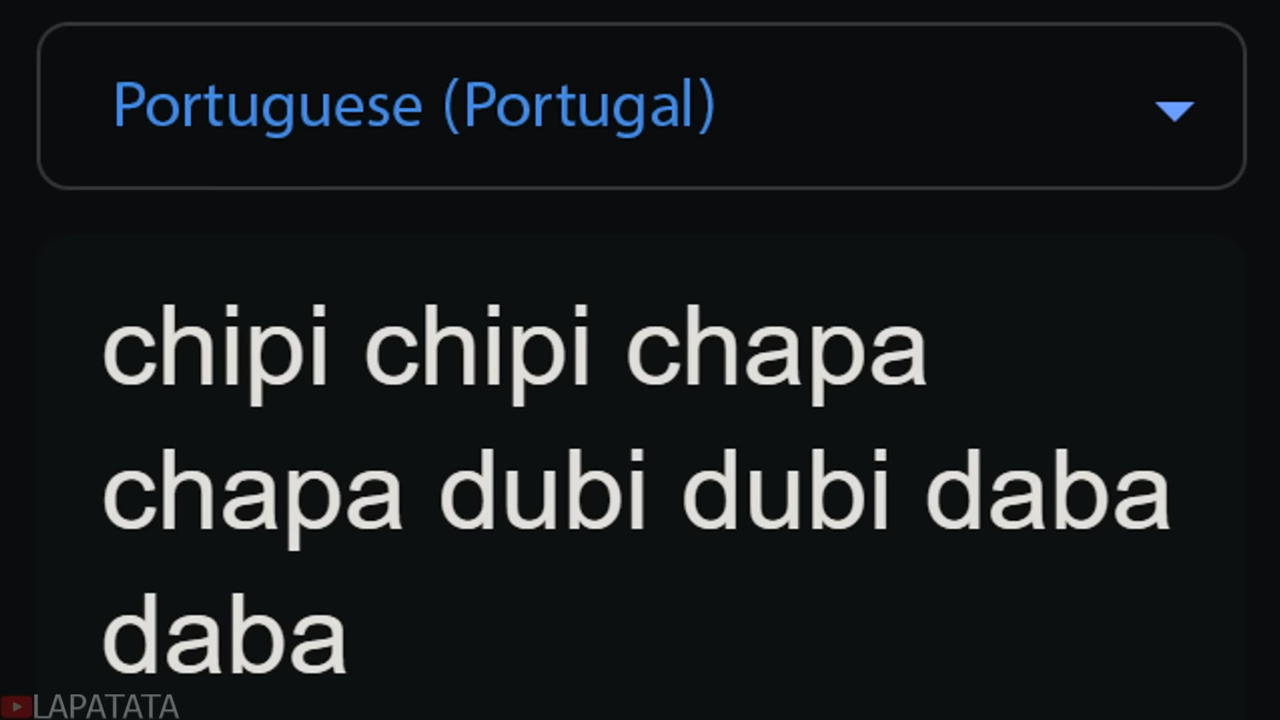 Portuguese (Portugal)
chipi chipi chapa
chapa dubi dubi daba
daba
LAPATATA